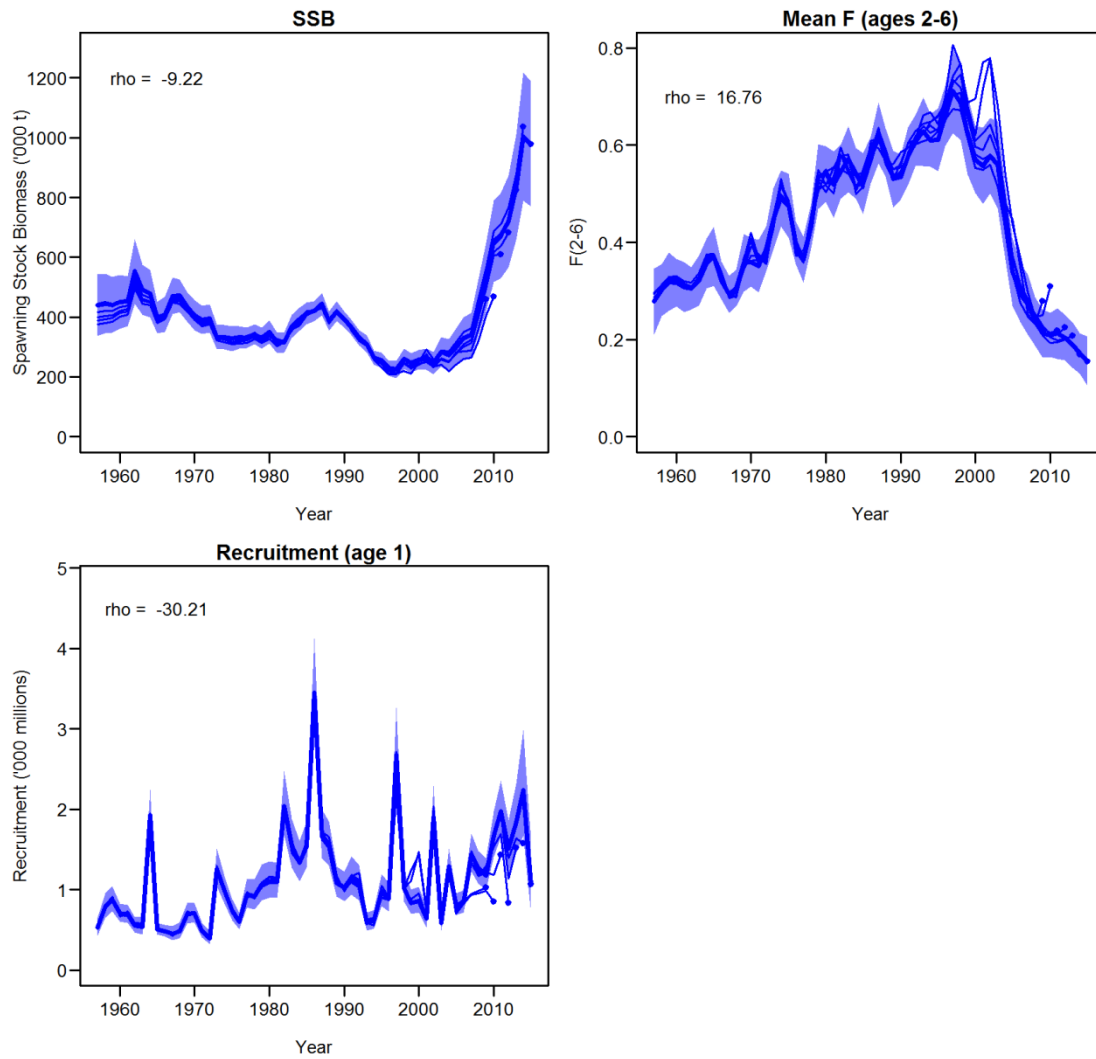 SSB
rho = -9.22
Spawning Stock Biomass ('000 t)
1200
1000
800
600
400
200
0
1960 1970 1980 1990 2000 2010
Year
Mean F (ages 2-6)
rho = 16.76
F(2-6)
0.8
0.6
0.4
0.2
0.0
1960 1970 1980 1990 2000 2010
Year
Recruitment (age 1)
rho = -30.21
Recruitment ('000 millions)
5
4
3
2
1
0
1960 1970 1980 1990 2000 2010
Year